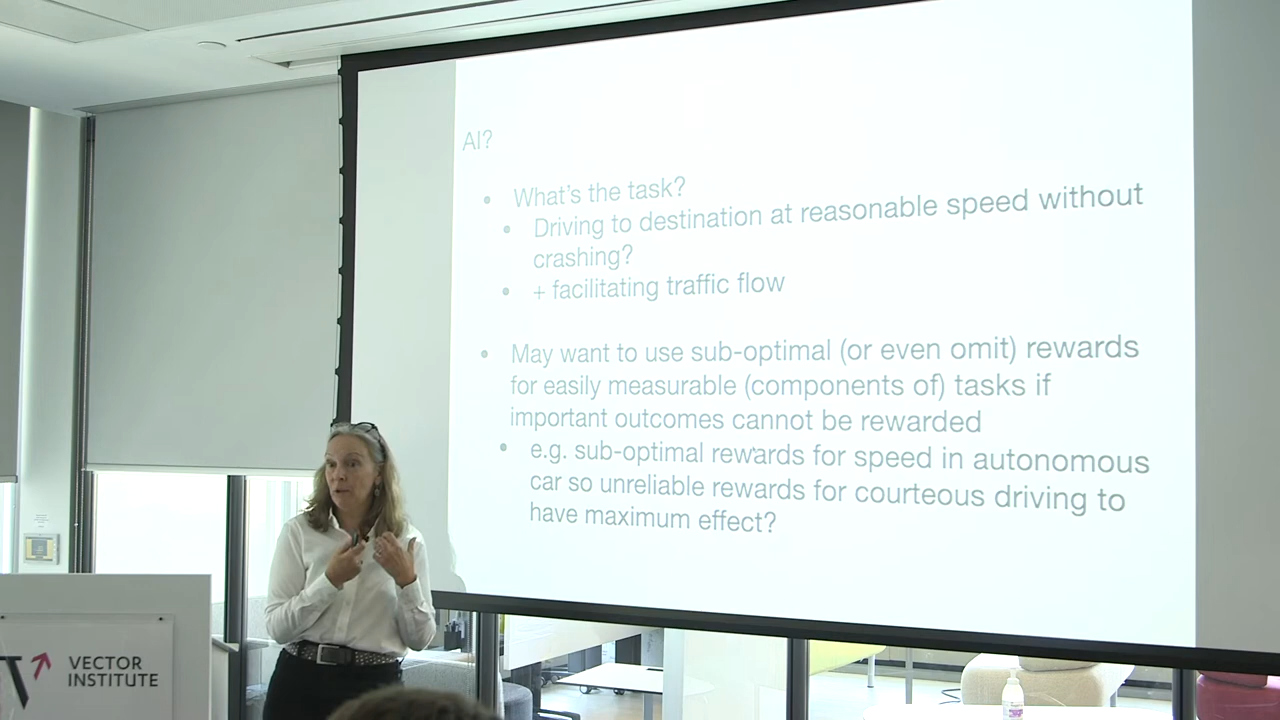 AI?
What's the task?
Driving to destination at reasonable speed without
crashing?
+ facilitating traffic flow
May want to use sub-optimal (or even omit) rewards
for easily measurable (components of) tasks if
important outcomes cannot be rewarded
e.g. sub-optimal rewards for speed in autonomous
car so unreliable rewards for courteous driving to
have maximum effect?
VECTOR
INSTITUTE